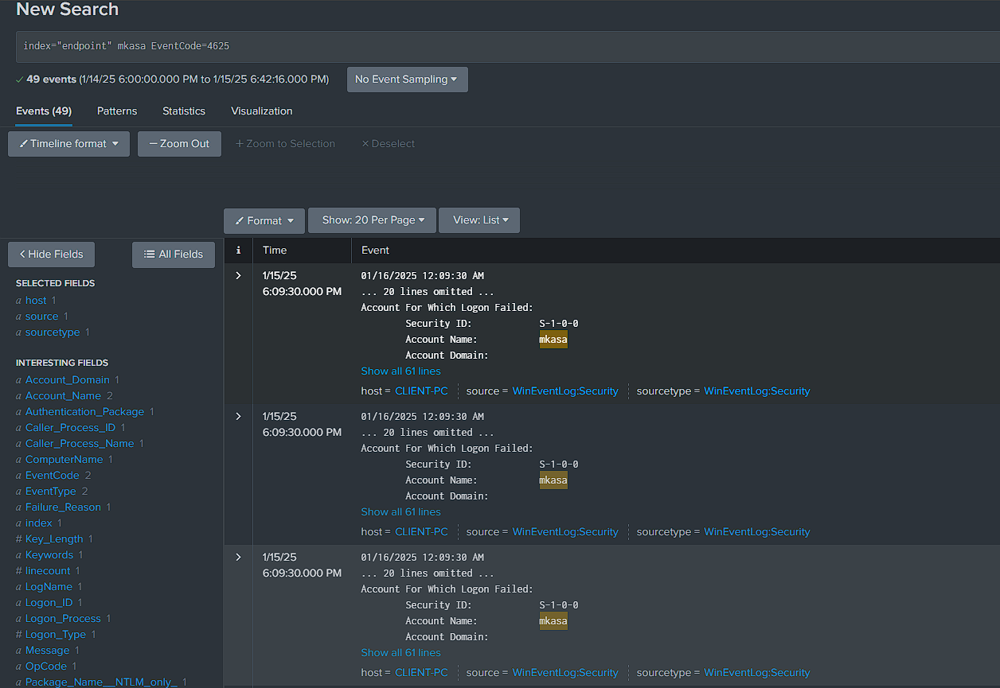 New Search
index="endpoint" mkasa EventCode=4625
✓ 49 events (1/14/25 6:00:00.000 PM to 1/15/25 6:42:16.000 PM) No Event Sampling ▾
Events (49) Patterns Statistics Visualization
Timeline format ▾ — Zoom Out + Zoom to Selection × Deselect
Format ▾ Show: 20 Per Page ▾ View: List ▾
< Hide Fields All Fields
SELECTED FIELDS
a host 1
a source 1
a sourcetype 1
INTERESTING FIELDS
a Account_Domain 1
a Account_Name 2
a Authentication_Package 1
a Caller_Process_ID 1
a Caller_Process_Name 1
a ComputerName 1
a EventCode 2
a EventType 2
a Failure_Reason 1
a index 1
# Key_Length 1
a Keywords 1
# linecount 1
a LogName 1
a Logon_ID 1
a Logon_Process 1
# Logon_Type 1
a Message 1
a OpCode 1
a Package_Name__NTLM_only_ 1
i Time Event
> 1/15/25 01/16/2025 12:09:30 AM
6:09:30.000 PM ... 20 lines omitted ...
Account For Which Logon Failed:
Security ID: S-1-0-0
Account Name: mkasa
Account Domain:
Show all 61 lines
host = CLIENT-PC source = WinEventLog:Security sourcetype = WinEventLog:Security
> 1/15/25 01/16/2025 12:09:30 AM
6:09:30.000 PM ... 20 lines omitted ...
Account For Which Logon Failed:
Security ID: S-1-0-0
Account Name: mkasa
Account Domain:
Show all 61 lines
host = CLIENT-PC source = WinEventLog:Security sourcetype = WinEventLog:Security
> 1/15/25 01/16/2025 12:09:30 AM
6:09:30.000 PM ... 20 lines omitted ...
Account For Which Logon Failed:
Security ID: S-1-0-0
Account Name: mkasa
Account Domain:
Show all 61 lines
host = CLIENT-PC source = WinEventLog:Security sourcetype = WinEventLog:Security